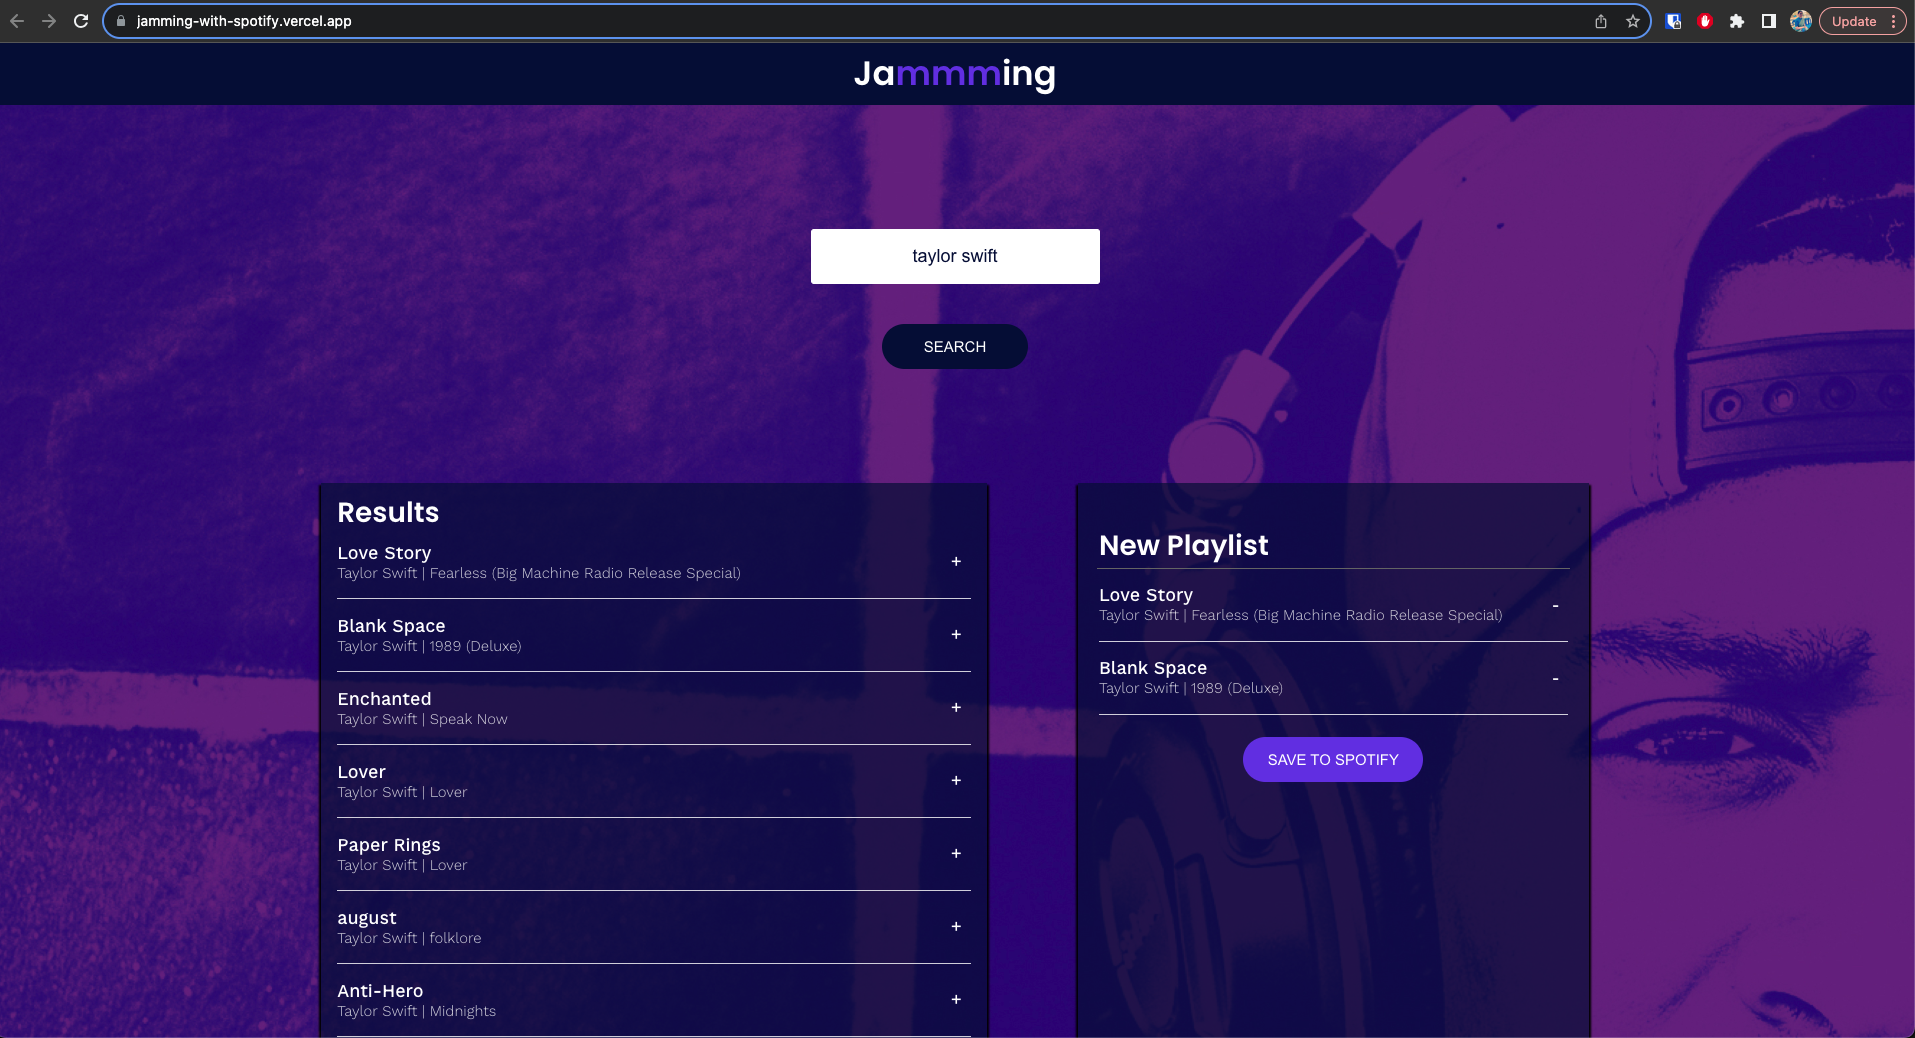 jamming-with-spotify.vercel.app
Update
Jammming
taylor swift
SEARCH
Results
Love Story
Taylor Swift | Fearless (Big Machine Radio Release Special)
+
Blank Space
Taylor Swift | 1989 (Deluxe)
+
Enchanted
Taylor Swift | Speak Now
+
Lover
Taylor Swift | Lover
+
Paper Rings
Taylor Swift | Lover
+
august
Taylor Swift | folklore
+
Anti-Hero
Taylor Swift | Midnights
+
New Playlist
Love Story
Taylor Swift | Fearless (Big Machine Radio Release Special)
-
Blank Space
Taylor Swift | 1989 (Deluxe)
-
SAVE TO SPOTIFY